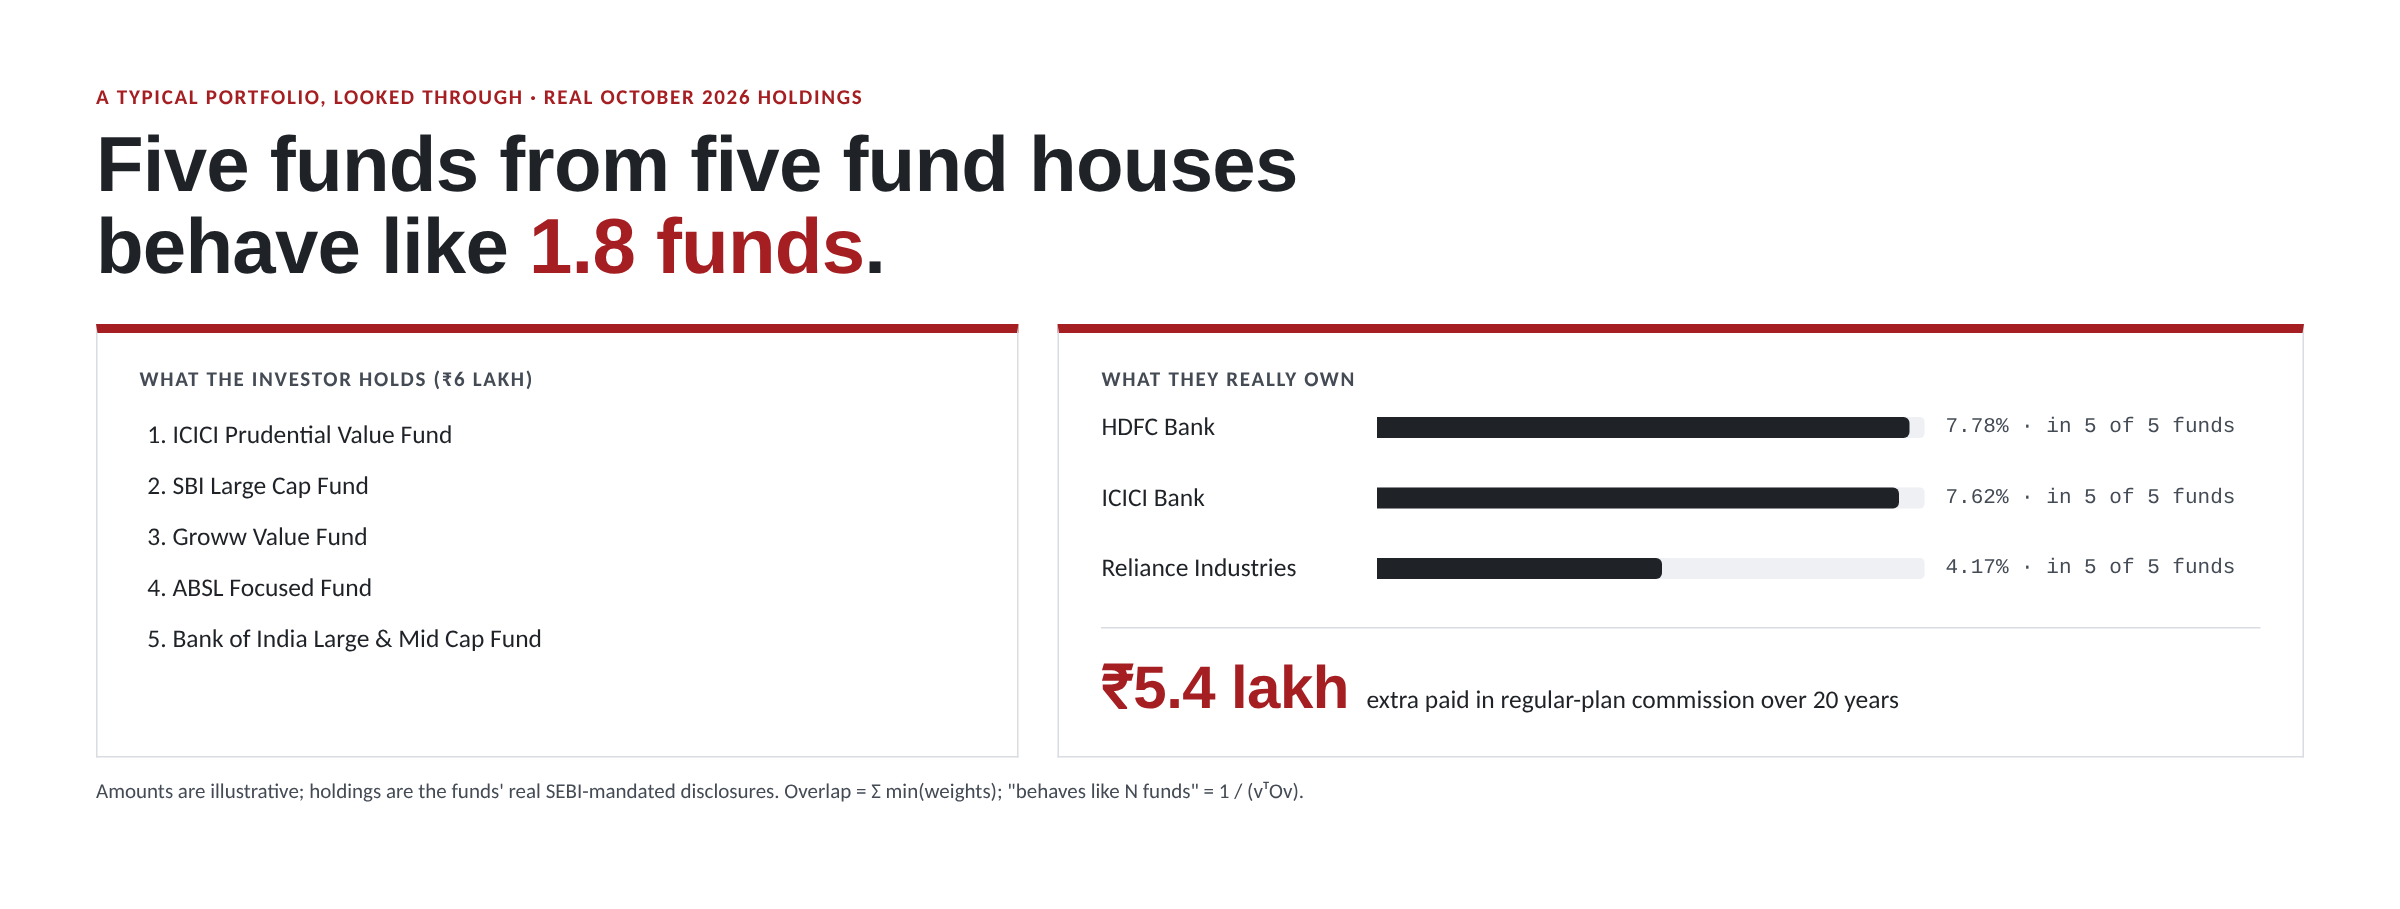 A TYPICAL PORTFOLIO, LOOKED THROUGH · REAL OCTOBER 2026 HOLDINGS
Five funds from five fund houses
behave like 1.8 funds.
WHAT THE INVESTOR HOLDS (₹6 LAKH)
1. ICICI Prudential Value Fund
2. SBI Large Cap Fund
3. Groww Value Fund
4. ABSL Focused Fund
5. Bank of India Large & Mid Cap Fund
WHAT THEY REALLY OWN
HDFC Bank 7.78% · in 5 of 5 funds
ICICI Bank 7.62% · in 5 of 5 funds
Reliance Industries 4.17% · in 5 of 5 funds
₹5.4 lakh extra paid in regular-plan commission over 20 years
Amounts are illustrative; holdings are the funds' real SEBI-mandated disclosures. Overlap = Σ min(weights); "behaves like N funds" = 1 / (vᵀOv).